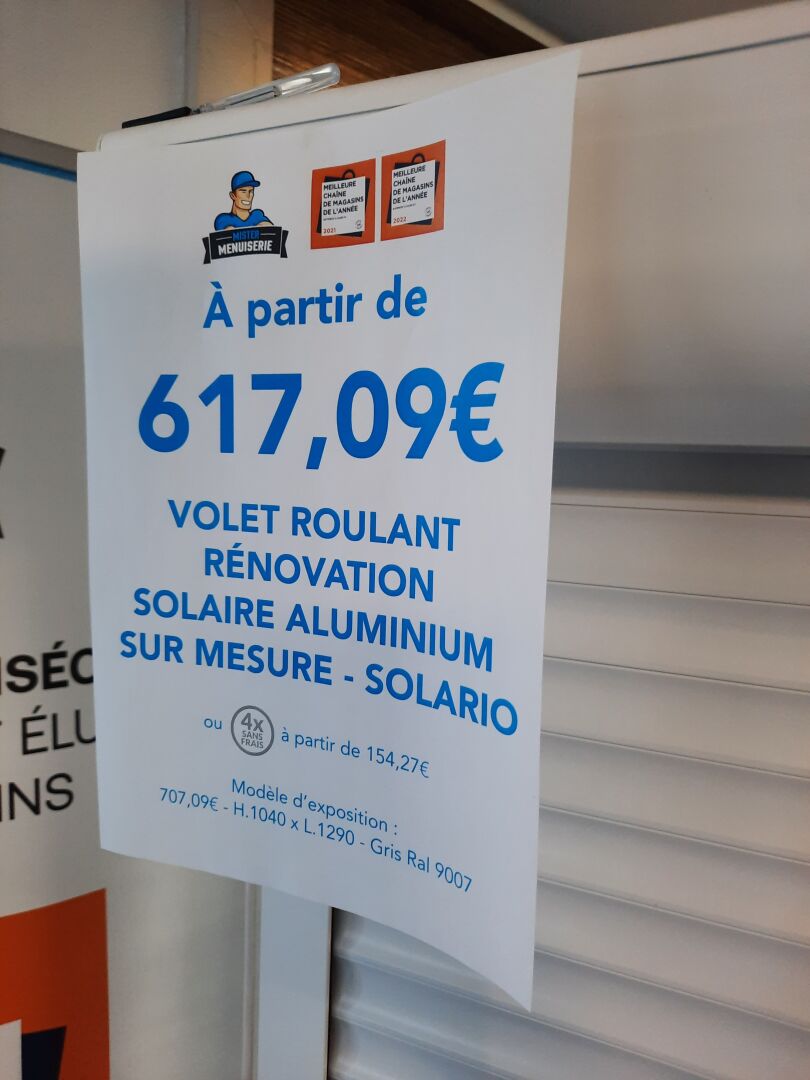 MISTER
MENUISERIE
MEILLEURE
CHAÎNE
DE MAGASINS
DE L'ANNÉE
2021
MEILLEURE
CHAÎNE
DE MAGASINS
DE L'ANNÉE
2022
À partir de
617,09€
VOLET ROULANT
RÉNOVATION
SOLAIRE ALUMINIUM
SUR MESURE - SOLARIO
ou 4x SANS FRAIS à partir de 154,27€
Modèle d'exposition :
707,09€ - H.1040 x L.1290 - Gris Ral 9007
ISÉC
ÉLU
INS